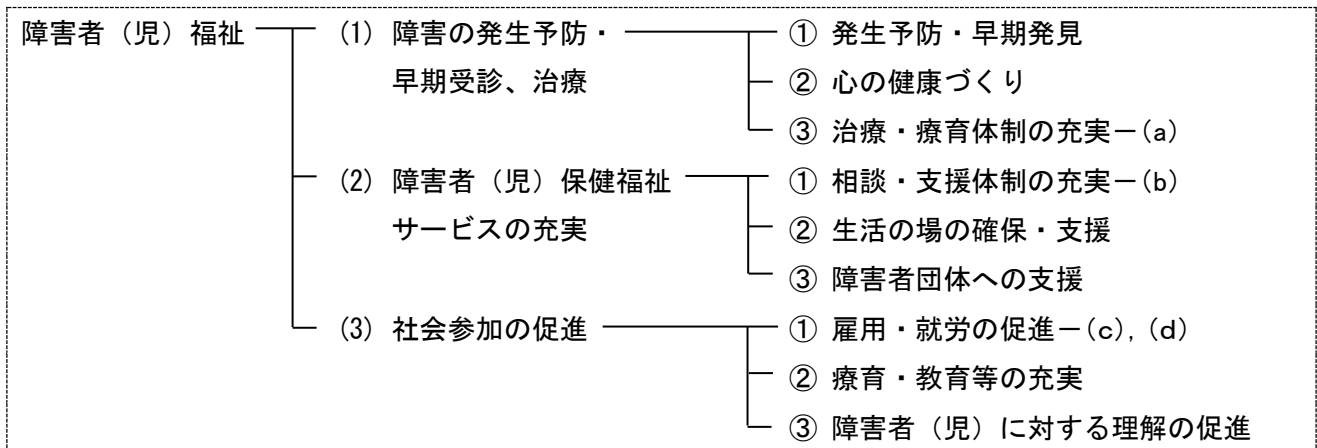 障害者（児）福祉 (1) 障害の発生予防・ ① 発生予防・早期発見
早期受診、治療 ② 心の健康づくり
③ 治療・療育体制の充実－(a)
(2) 障害者（児）保健福祉 ① 相談・支援体制の充実－(b)
サービスの充実 ② 生活の場の確保・支援
③ 障害者団体への支援
(3) 社会参加の促進 ① 雇用・就労の促進－(c), (d)
② 療育・教育等の充実
③ 障害者（児）に対する理解の促進